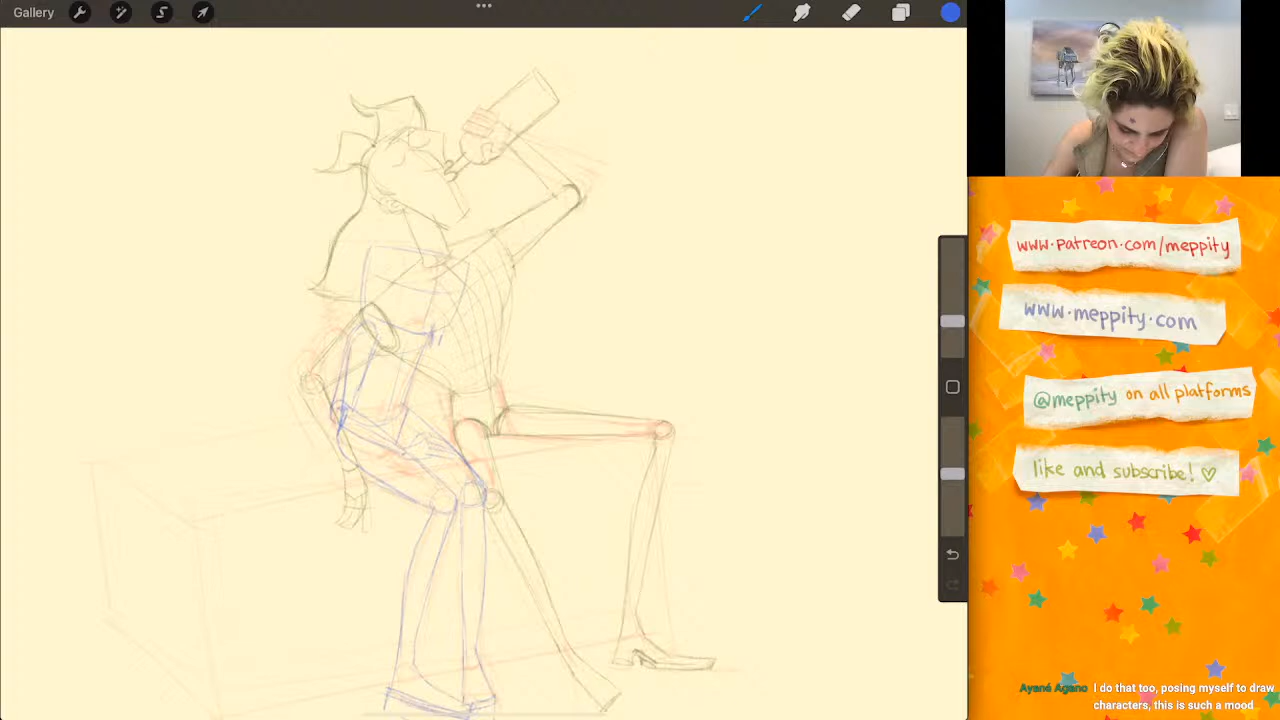 Gallery
www.patreon.com/meppity
www.meppity.com
@meppity on all platforms
like and subscribe! ♡
Ayané Agano I do that too, posing myself to draw
characters, this is such a mood